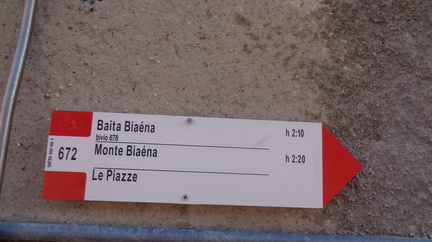 Baita Biaéna h 2:10
bivio 678
672 Monte Biaéna h 2:20
Le Piazze